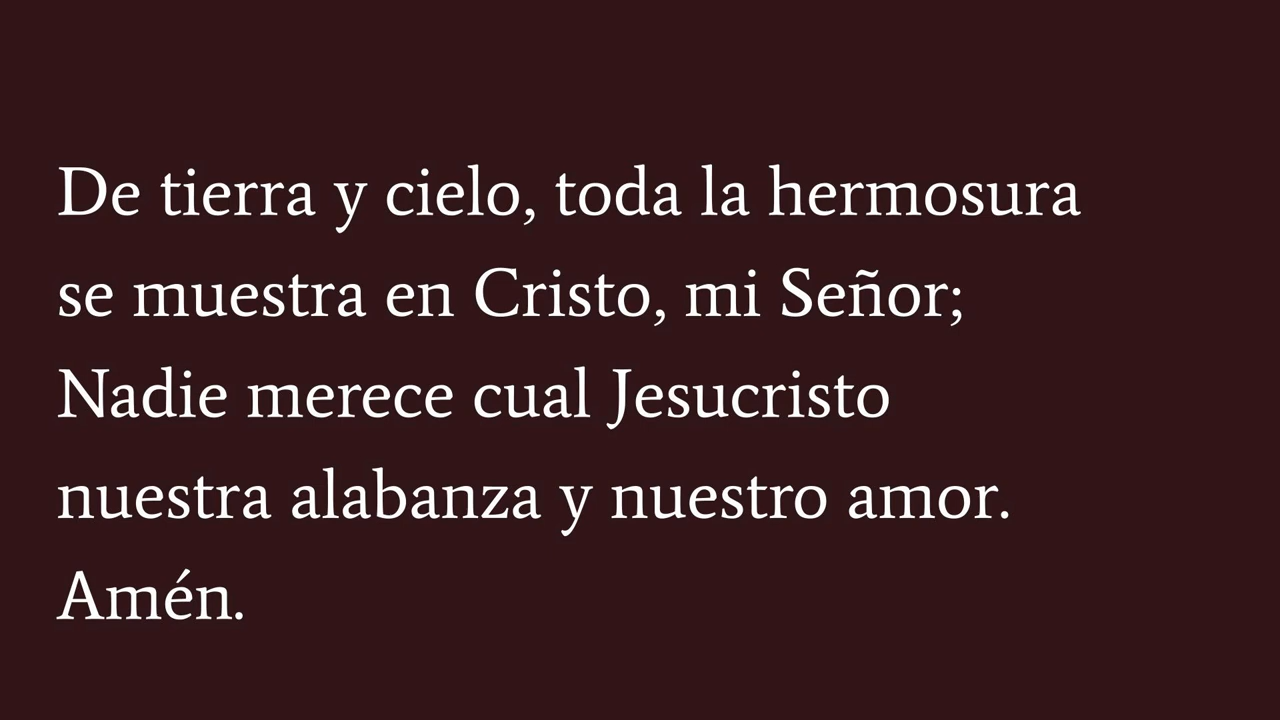 De tierra y cielo, toda la hermosura
se muestra en Cristo, mi Señor;
Nadie merece cual Jesucristo
nuestra alabanza y nuestro amor.
Amén.